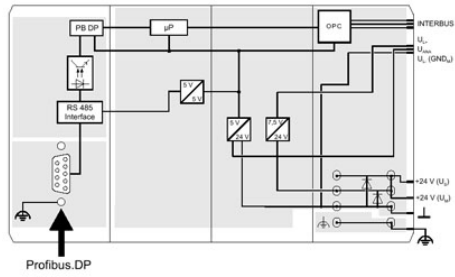 PB DP
µP
OPC
INTERBUS
U_L+
U_ANA
U_L- (GND_M)
RS 485
Interface
5 V
5 V
5 V
24 V
7,5 V
24 V
+24 V (U_S)
+24 V (U_M)
Profibus.DP